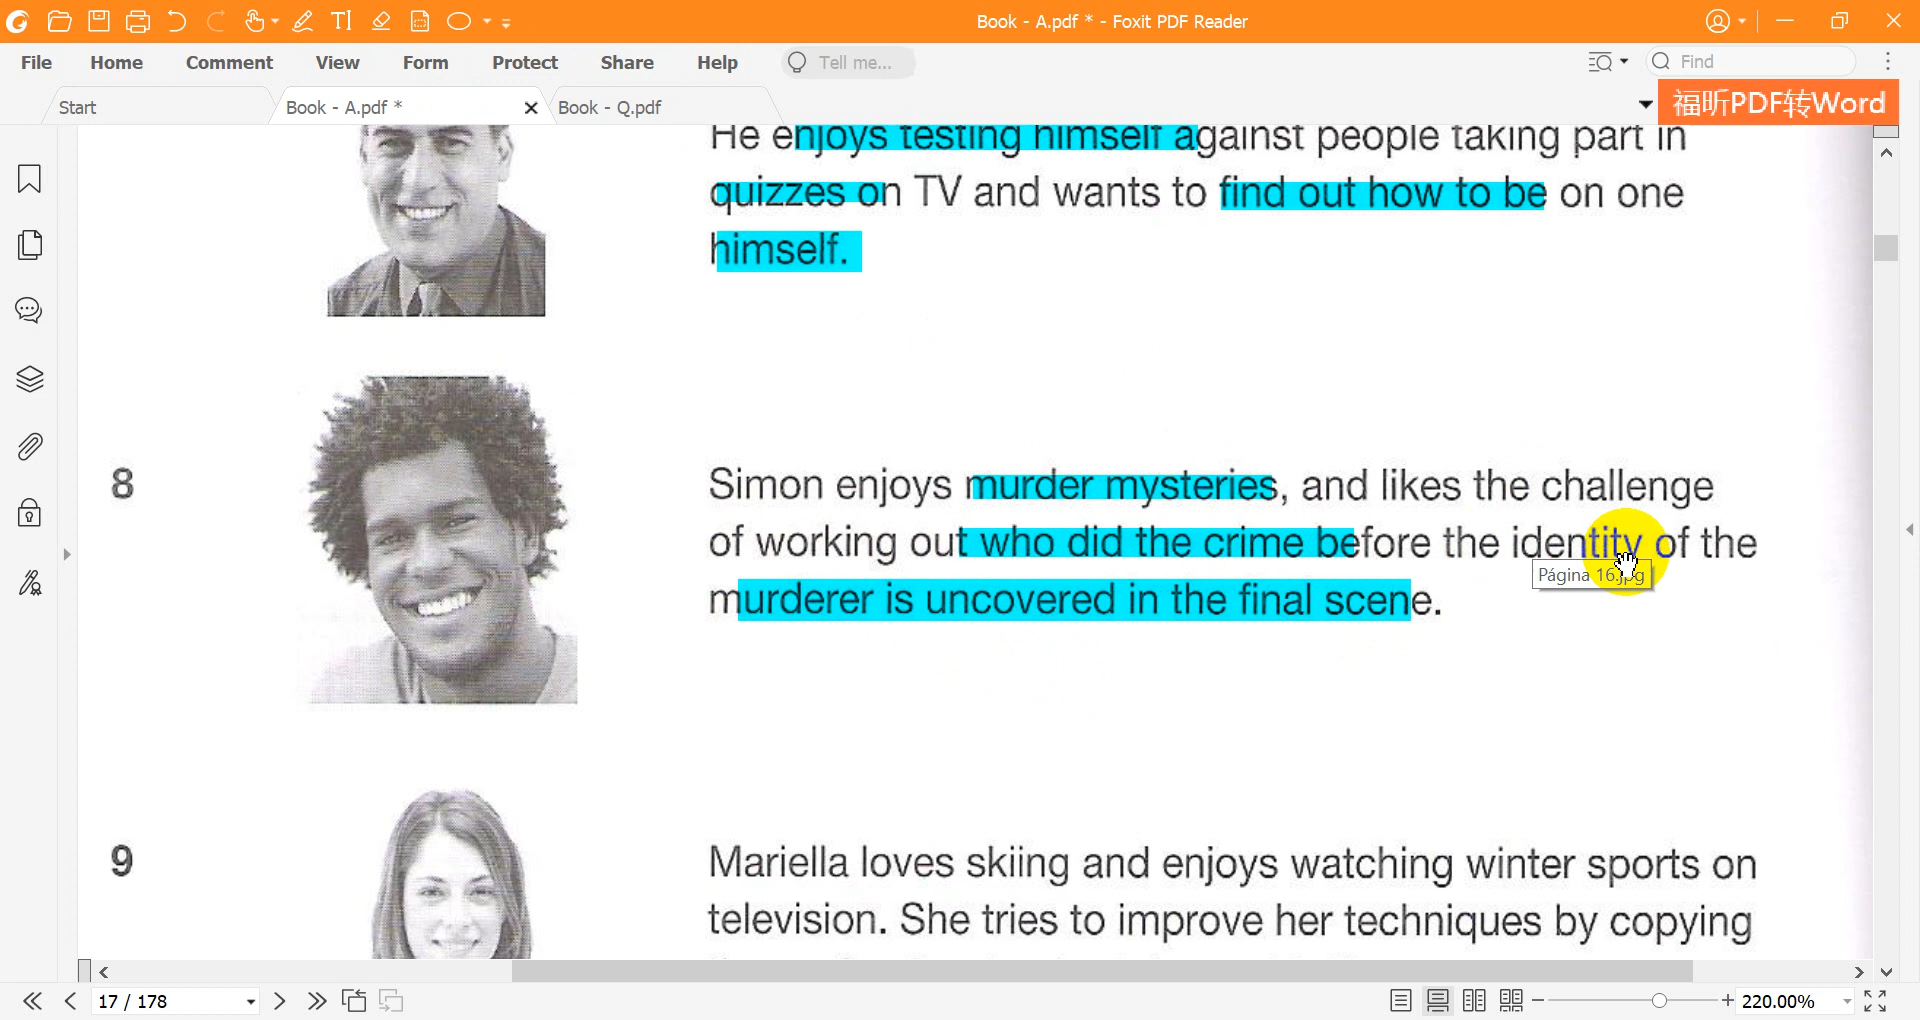 Book - A.pdf * - Foxit PDF Reader
File Home Comment View Form Protect Share Help Tell me... Find
Start Book - A.pdf * Book - Q.pdf 福昕PDF转Word
He enjoys testing himself against people taking part in
quizzes on TV and wants to find out how to be on one
himself.
8
Simon enjoys murder mysteries, and likes the challenge
of working out who did the crime before the identity of the
Página 16.jpg
murderer is uncovered in the final scene.
9
Mariella loves skiing and enjoys watching winter sports on
television. She tries to improve her techniques by copying
17 / 178 220.00%